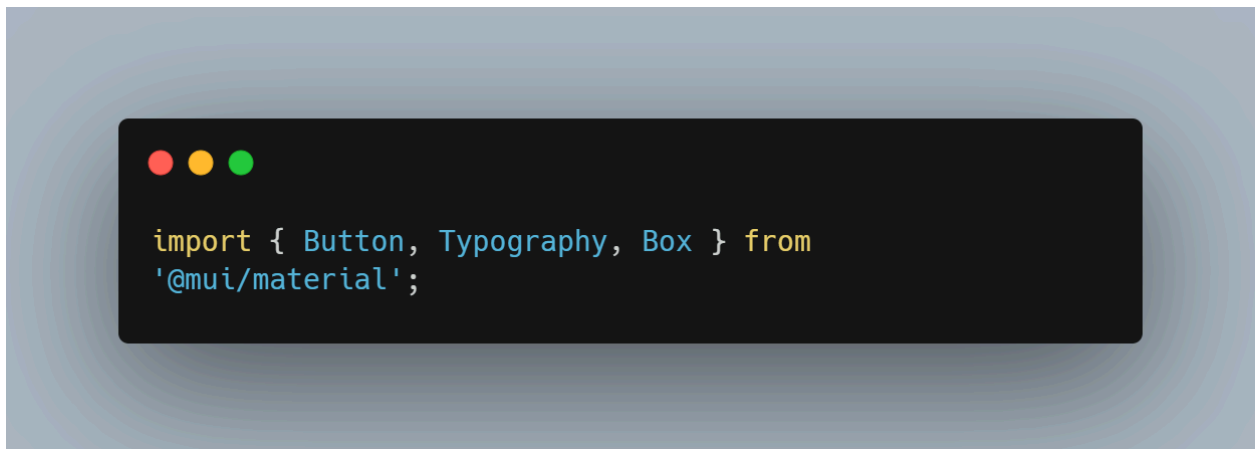 import { Button, Typography, Box } from
'@mui/material';